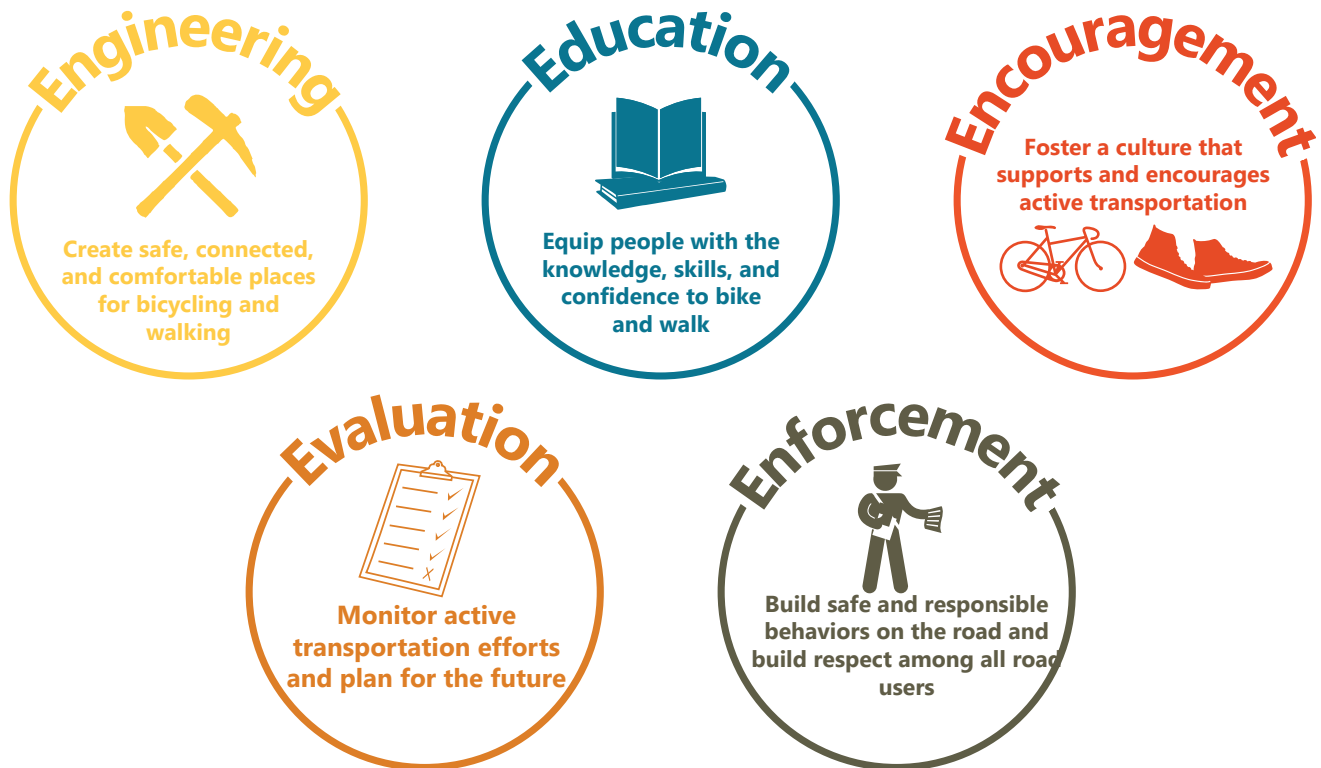 Engineering
Create safe, connected,
and comfortable places
for bicycling and
walking
Education
Equip people with the
knowledge, skills, and
confidence to bike
and walk
Encouragement
Foster a culture that
supports and encourages
active transportation
Evaluation
Monitor active
transportation efforts
and plan for the future
Enforcement
Build safe and responsible
behaviors on the road and
build respect among all road
users